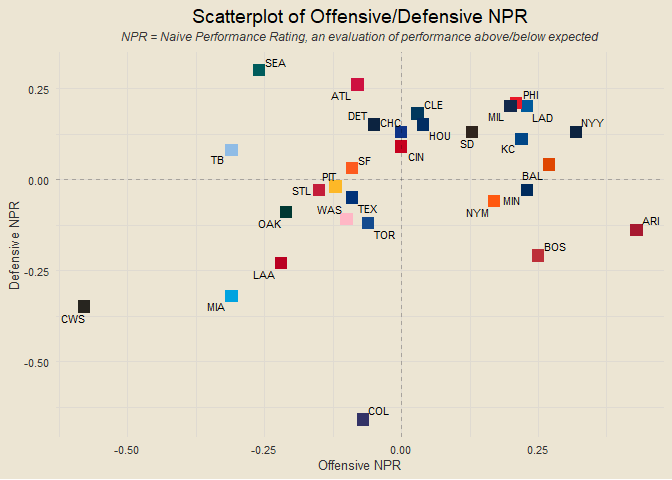 Scatterplot of Offensive/Defensive NPR
NPR = Naive Performance Rating, an evaluation of performance above/below expected
SEA
ATL
0.25
PHI
CLE
DET
CHC
MIL
LAD
NYY
HOU
SD
KC
CIN
TB
SF
0.00
PIT
BAL
STL
MIN
WAS
TEX
NYM
ARI
OAK
TOR
BOS
Defensive NPR
-0.25
LAA
MIA
CWS
-0.50
COL
-0.50
-0.25
0.00
0.25
Offensive NPR